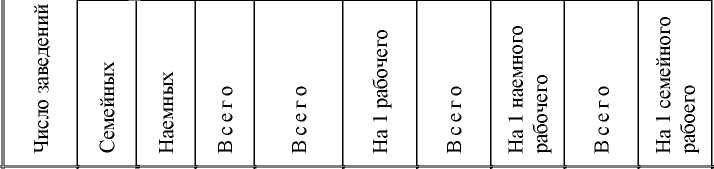 Число заведений
Семейных
Наемных
В с е г о
В с е г о
На 1 рабочего
В с е г о
На 1 наемного
рабочего
В с е г о
На 1 семейного
рабоего